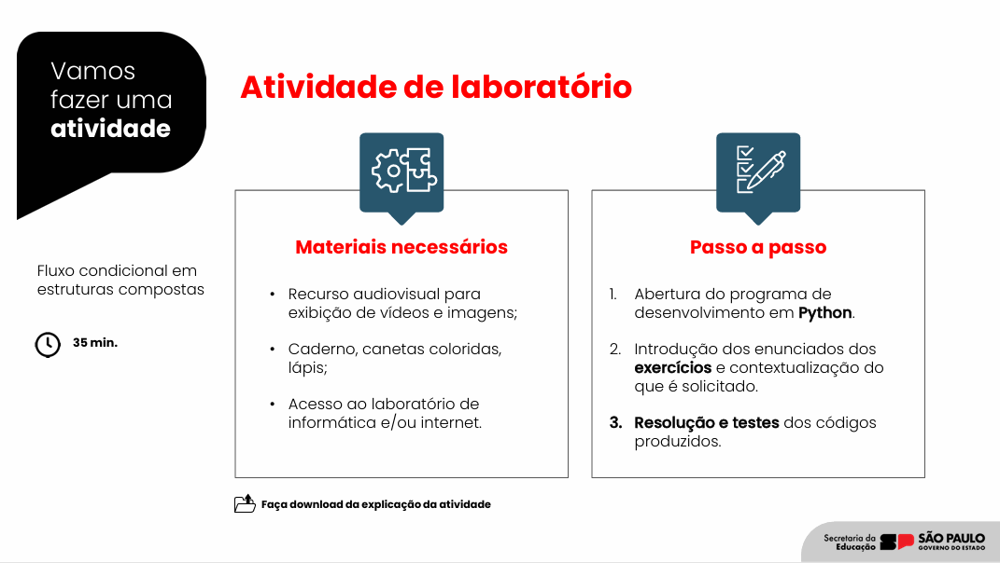 Vamos
fazer uma
atividade
Atividade de laboratório
Fluxo condicional em
estruturas compostas
35 min.
Materiais necessários
• Recurso audiovisual para
exibição de vídeos e imagens;
• Caderno, canetas coloridas,
lápis;
• Acesso ao laboratório de
informática e/ou internet.
Passo a passo
1. Abertura do programa de
desenvolvimento em Python.
2. Introdução dos enunciados dos
exercícios e contextualização do
que é solicitado.
3. Resolução e testes dos códigos
produzidos.
Faça download da explicação da atividade
Secretaria da
Educação
SÃO PAULO
GOVERNO DO ESTADO